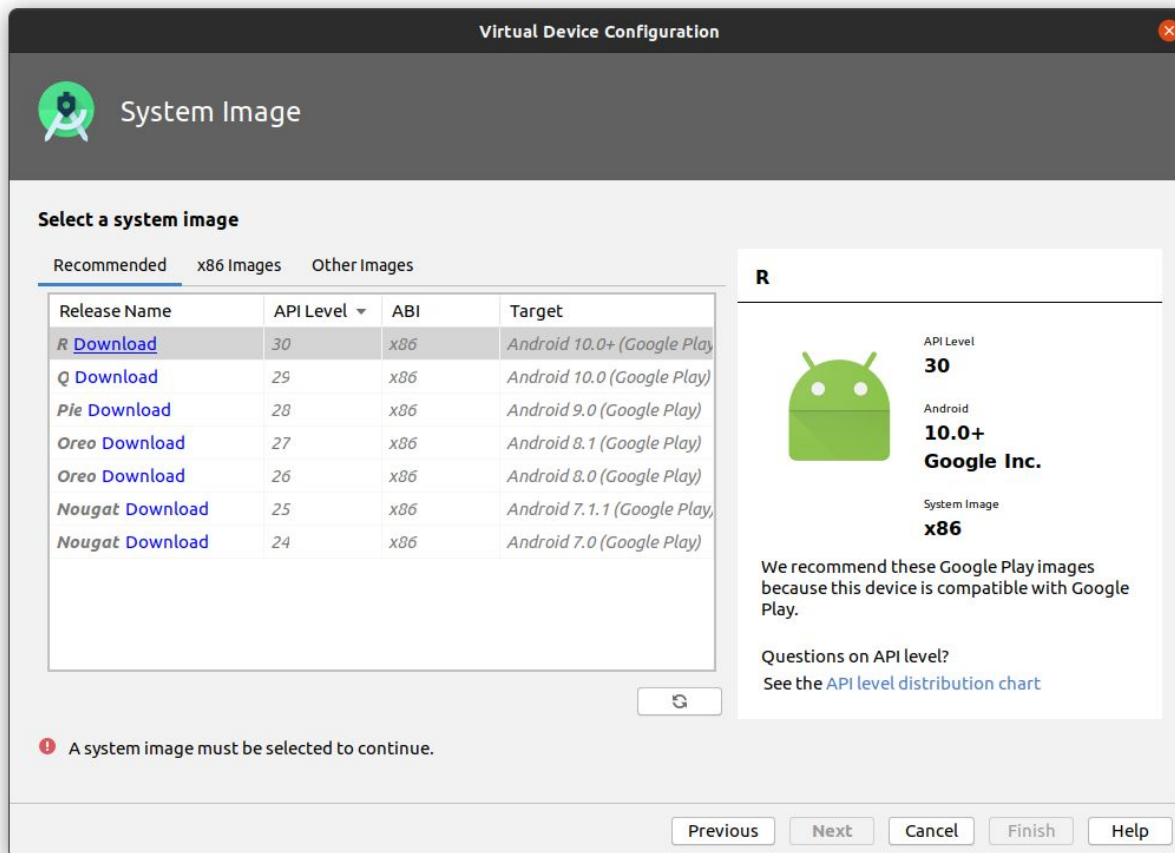 Virtual Device Configuration
System Image
Select a system image
Recommended x86 Images Other Images
Release Name API Level ABI Target
R Download 30 x86 Android 10.0+ (Google Play
Q Download 29 x86 Android 10.0 (Google Play)
Pie Download 28 x86 Android 9.0 (Google Play)
Oreo Download 27 x86 Android 8.1 (Google Play)
Oreo Download 26 x86 Android 8.0 (Google Play)
Nougat Download 25 x86 Android 7.1.1 (Google Play)
Nougat Download 24 x86 Android 7.0 (Google Play)
R
API Level
30
Android
10.0+
Google Inc.
System Image
x86
We recommend these Google Play images
because this device is compatible with Google
Play.
Questions on API level?
See the API level distribution chart
A system image must be selected to continue.
Previous Next Cancel Finish Help